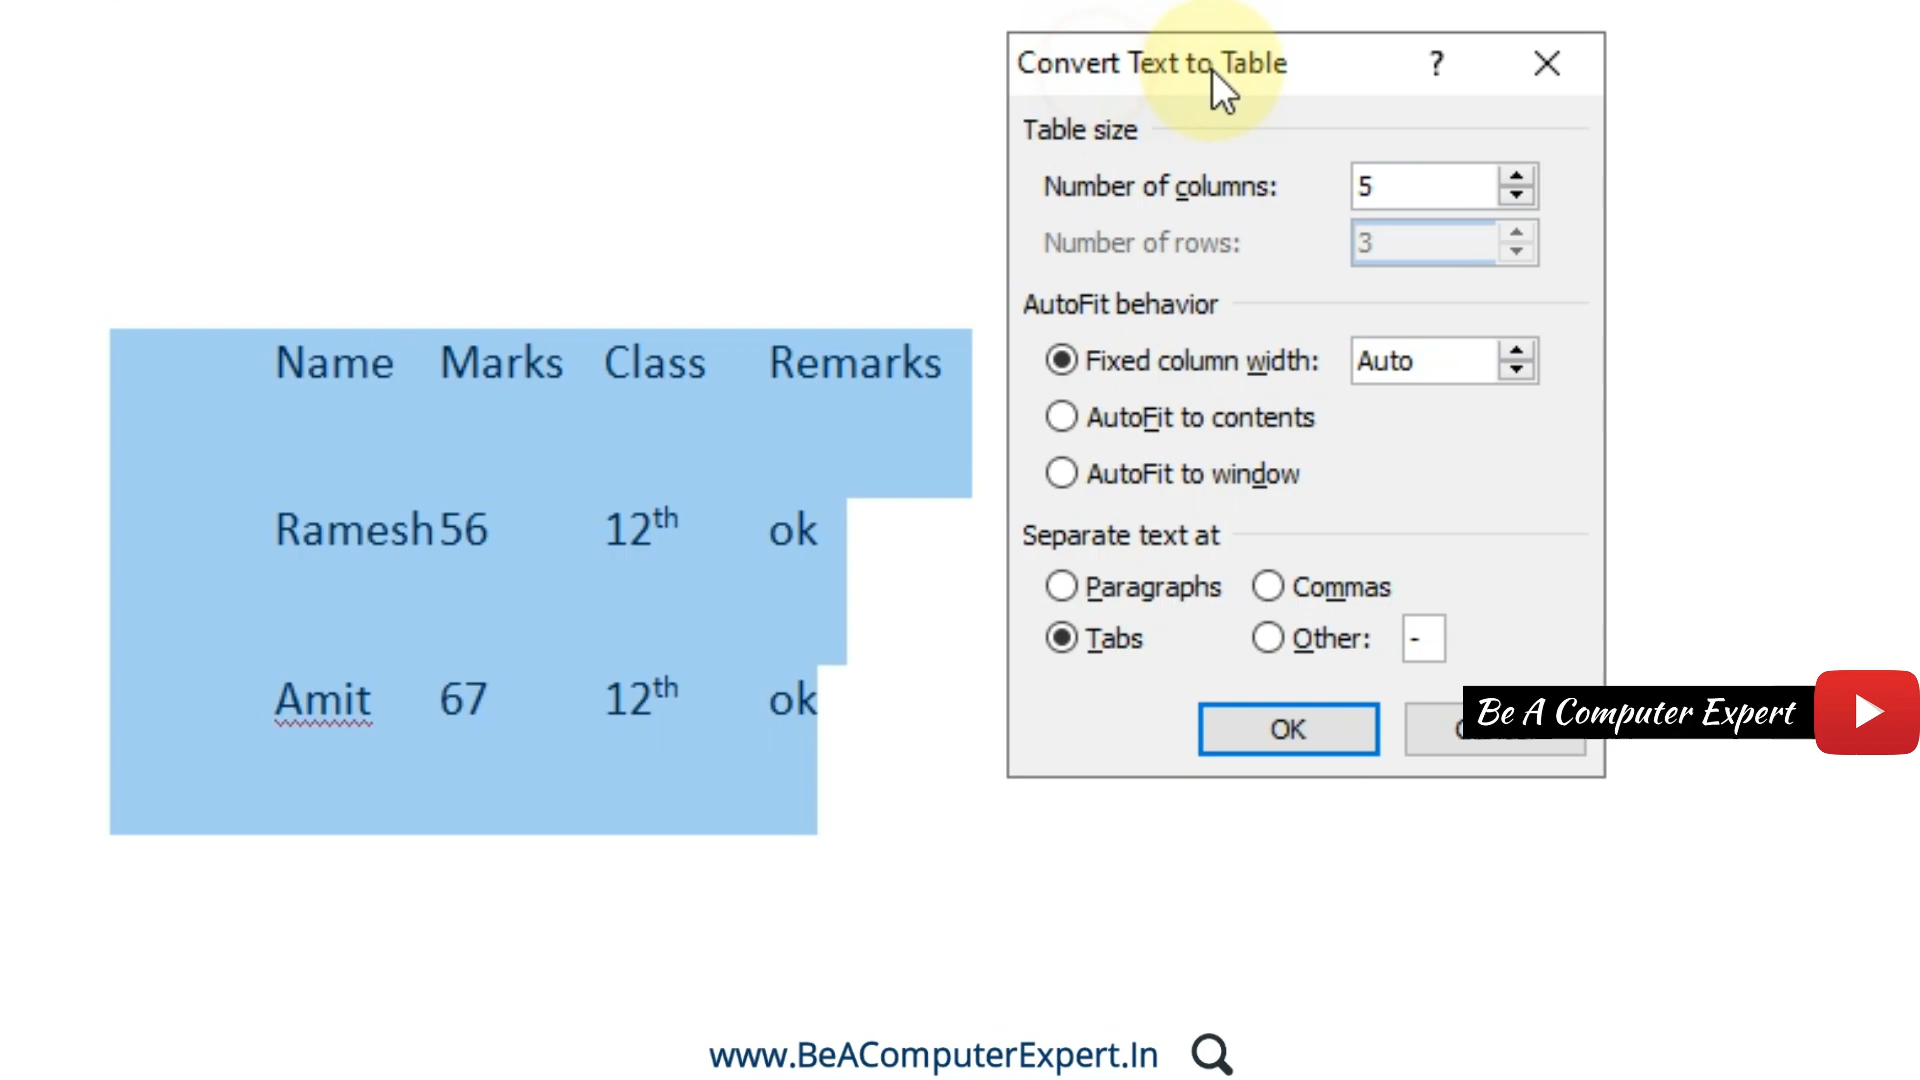 Convert Text to Table ?
Table size
Number of columns: 5
Number of rows: 3
AutoFit behavior
Fixed column width: Auto
AutoFit to contents
AutoFit to window
Separate text at
Paragraphs Commas
Tabs Other: -
OK
Name Marks Class Remarks
Ramesh 56 12th ok
Amit 67 12th ok
Be A Computer Expert
www.BeAComputerExpert.In